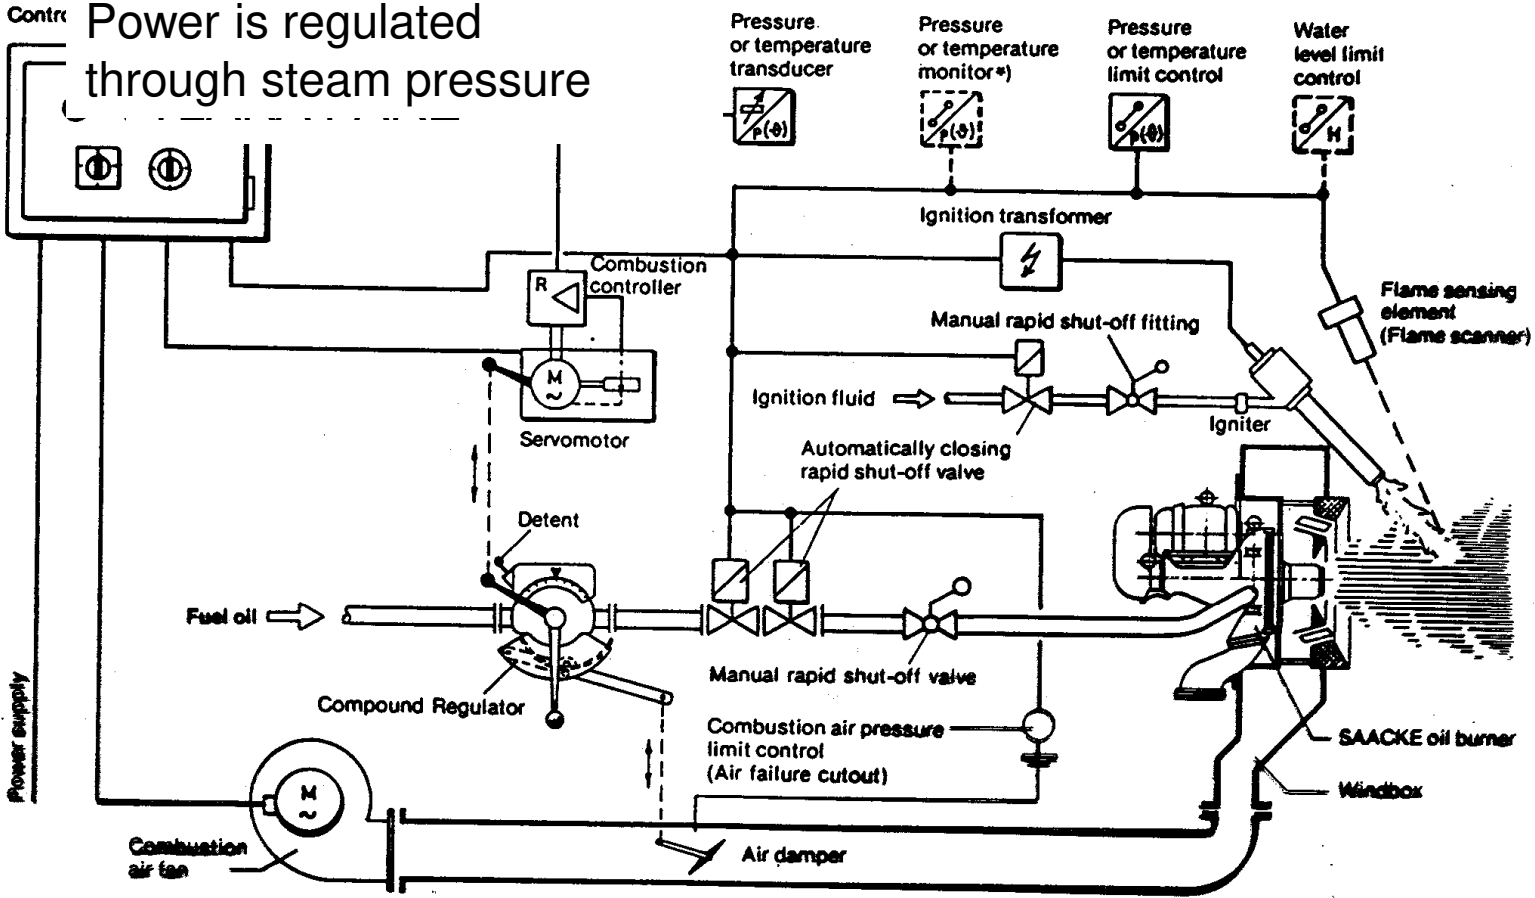 Power is regulated
through steam pressure
Pressure
or temperature
transducer
Pressure
or temperature
monitor*)
Pressure
or temperature
limit control
Water
level limit
control
p(ϑ)
p(ϑ)
p(ϑ)
H
Ignition transformer
R
Combustion
controller
Manual rapid shut-off fitting
Flame sensing
element
(Flame scanner)
M
~
Servomotor
Ignition fluid
Igniter
Automatically closing
rapid shut-off valve
Detent
Fuel oil
Manual rapid shut-off valve
Compound Regulator
Combustion air pressure
limit control
(Air failure cutout)
SAACKE oil burner
Windbox
Power supply
M
~
Combustion
air fan
Air damper